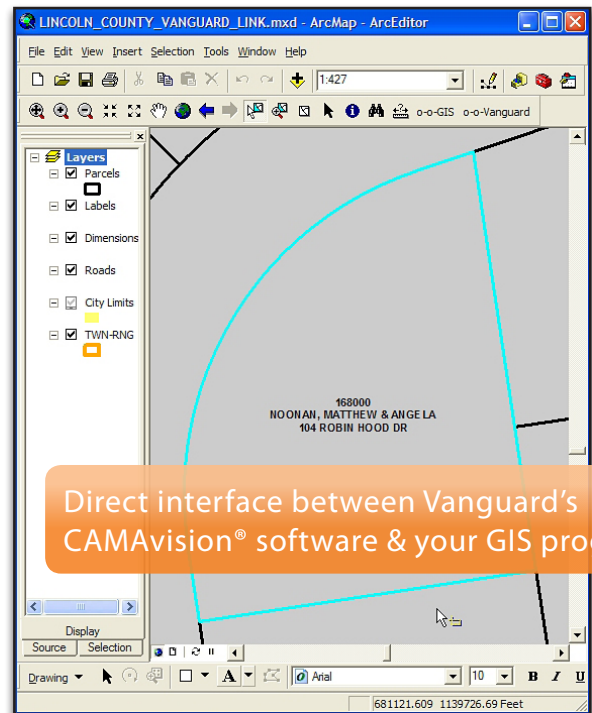 LINCOLN_COUNTY_VANGUARD_LINK.mxd - ArcMap - ArcEditor
File Edit View Insert Selection Tools Window Help
1:427
o-o-GIS o-o-Vanguard
Layers
Parcels
Labels
Dimensions
Roads
City Limits
TWN-RNG
168000
NOONAN, MATTHEW & ANGELA
104 ROBIN HOOD DR
Direct interface between Vanguard's
CAMAvision® software & your GIS
Display
Source Selection
Drawing A Arial 10 B I U
681121.609 1139726.69 Feet